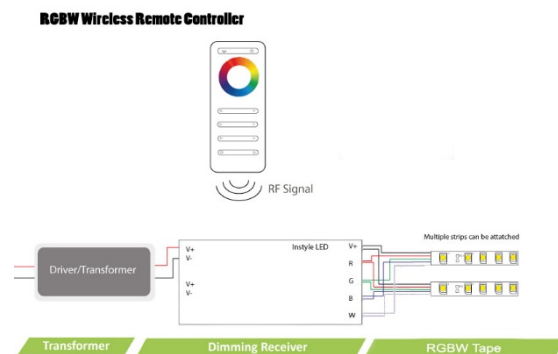 RGBW Wireless Remote Controller
RF Signal
Multiple strips can be attatched
Driver/Transformer
V+
V-
V+
V-
Instyle LED
V+
R
G
B
W
Transformer
Dimming Receiver
RGBW Tape